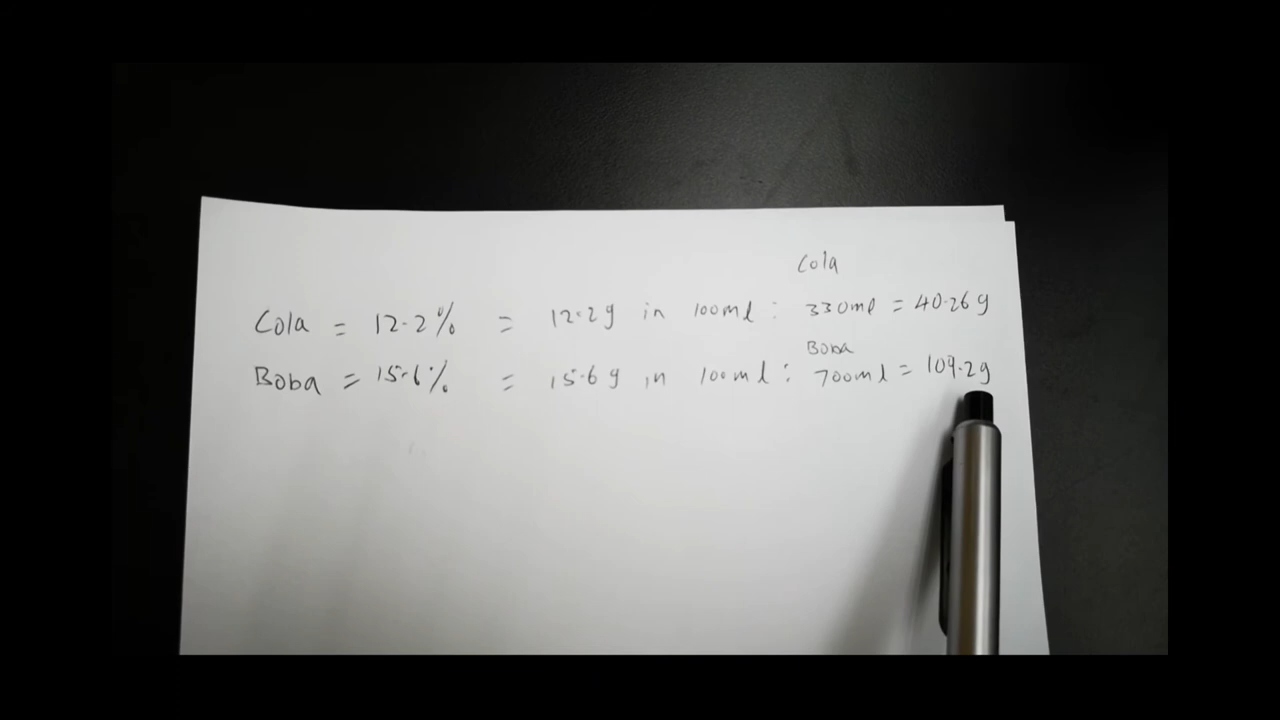 Cola
Cola = 12.2% = 12.2g in 100ml : 330ml = 40.26g
Boba
Boba = 15.6% = 15.6g in 100ml : 700ml = 109.2g